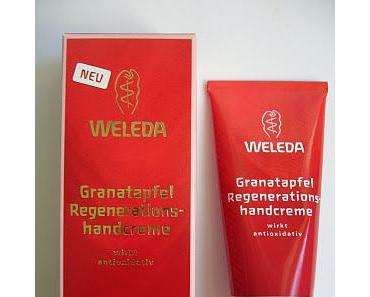 NEU
WELEDA
Granatapfel
Regenerations-
handcreme
wirkt
antioxidativ
WELEDA
Granatapfel
Regenerations-
handcreme
wirkt
antioxidativ